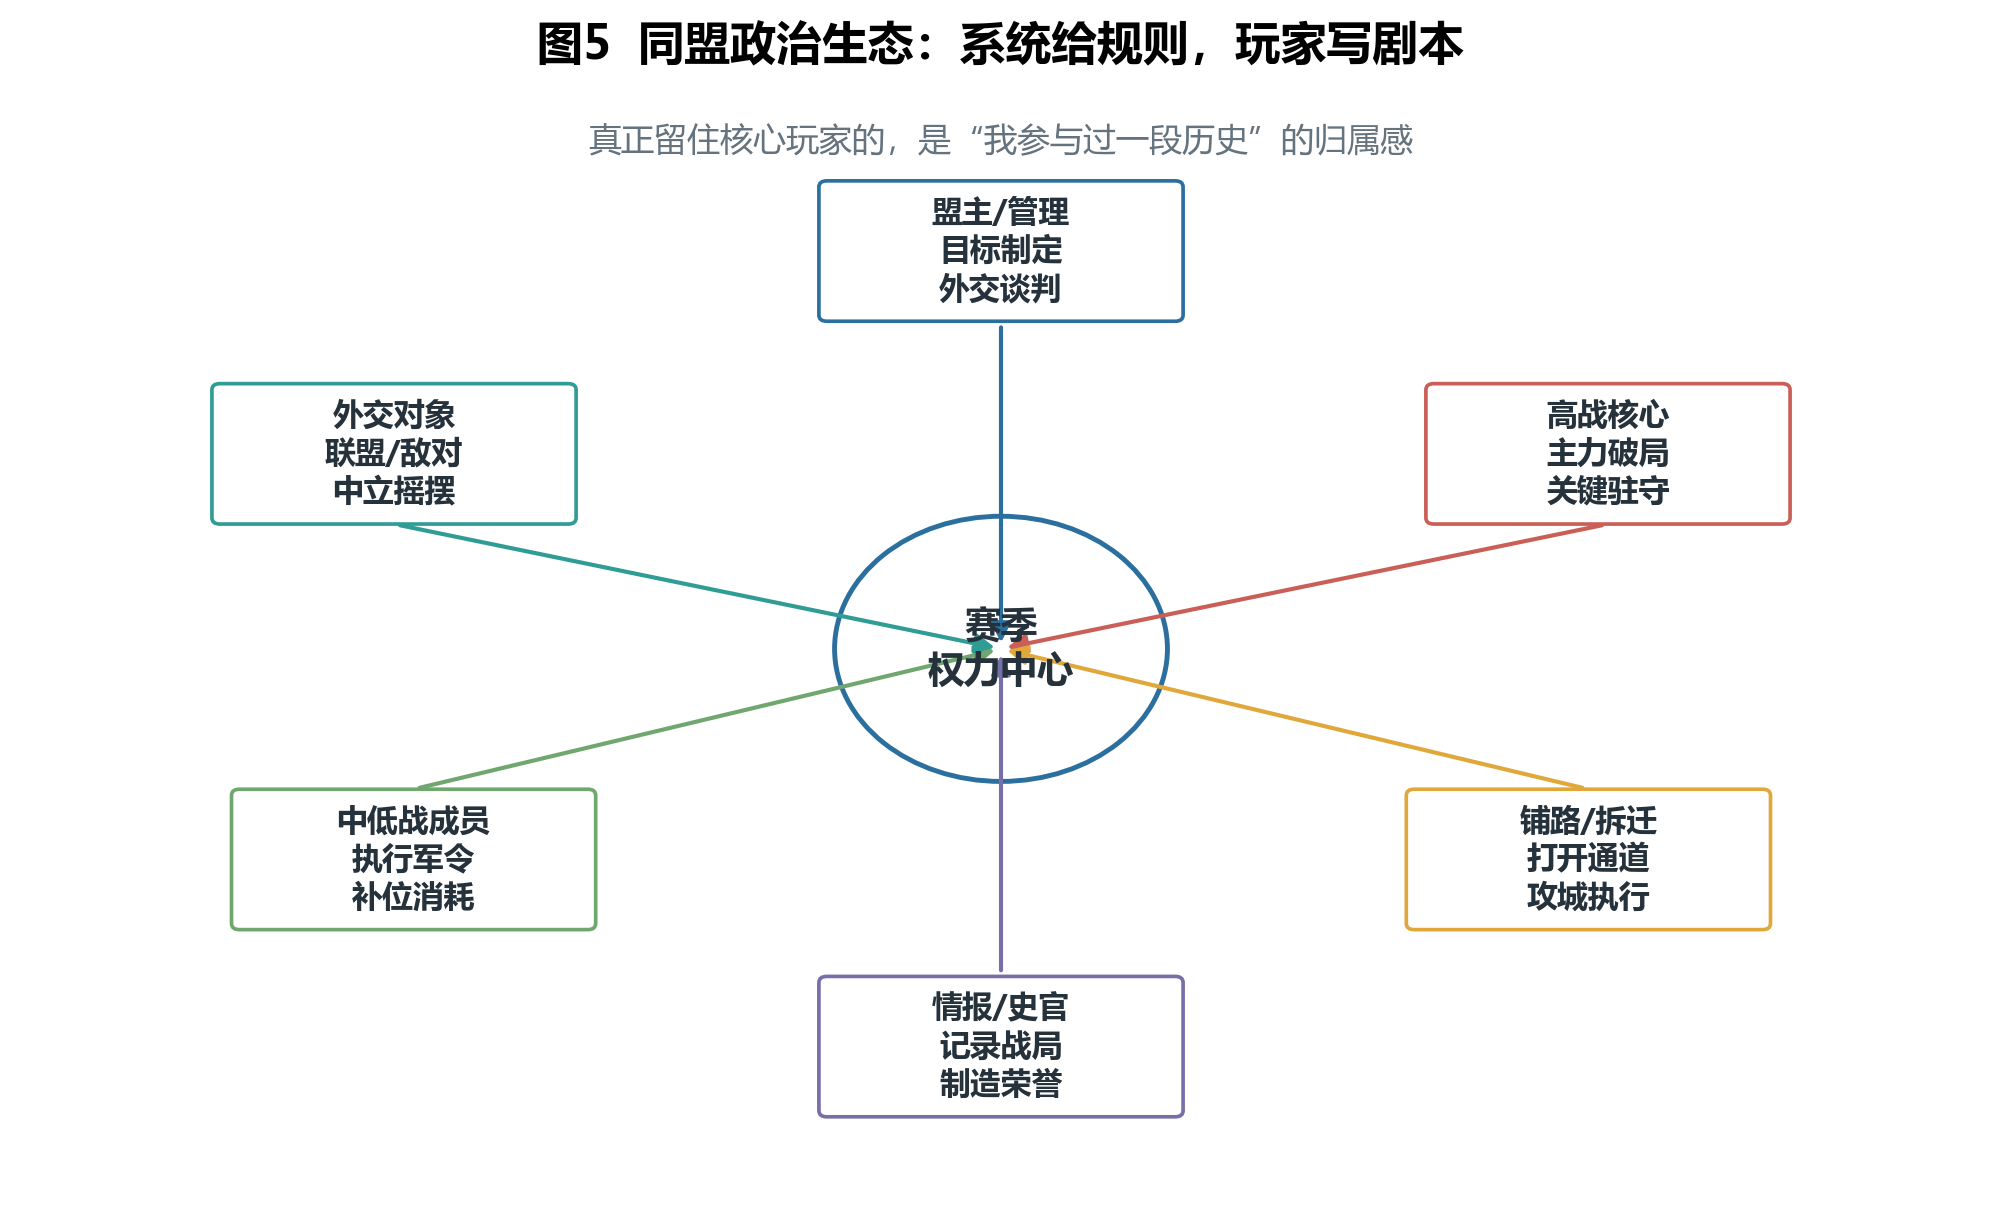 图5 同盟政治生态：系统给规则，玩家写剧本
真正留住核心玩家的，是“我参与过一段历史”的归属感
盟主/管理
目标制定
外交谈判
外交对象
联盟/敌对
中立摇摆
高战核心
主力破局
关键驻守
赛季
权力中心
中低战成员
执行军令
补位消耗
铺路/拆迁
打开通道
攻城执行
情报/史官
记录战局
制造荣誉